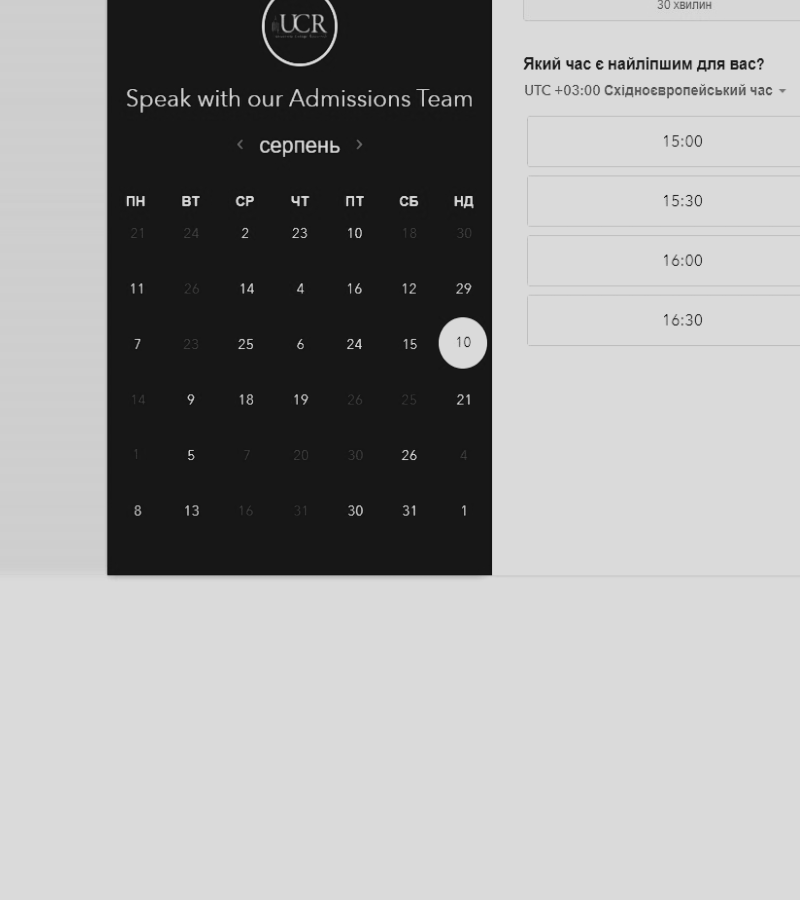 UCR
Speak with our Admissions Team
серпень
ПН ВТ СР ЧТ ПТ СБ НД
21 24 2 23 10 18 30
11 26 14 4 16 12 29
7 23 25 6 24 15 10
14 9 18 19 26 25 21
1 5 7 20 30 26 4
8 13 16 31 30 31 1
30 хвилин
Який час є найліпшим для вас?
UTC +03:00 Східноєвропейський час
15:00
15:30
16:00
16:30